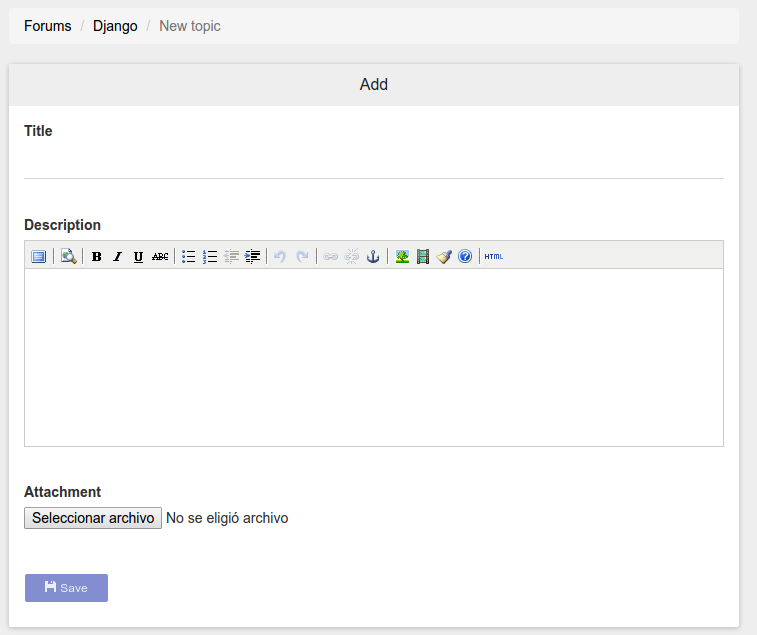 Forums / Django / New topic
Add
Title
Description
B I U ABC HTML
Attachment
Seleccionar archivo No se eligió archivo
Save